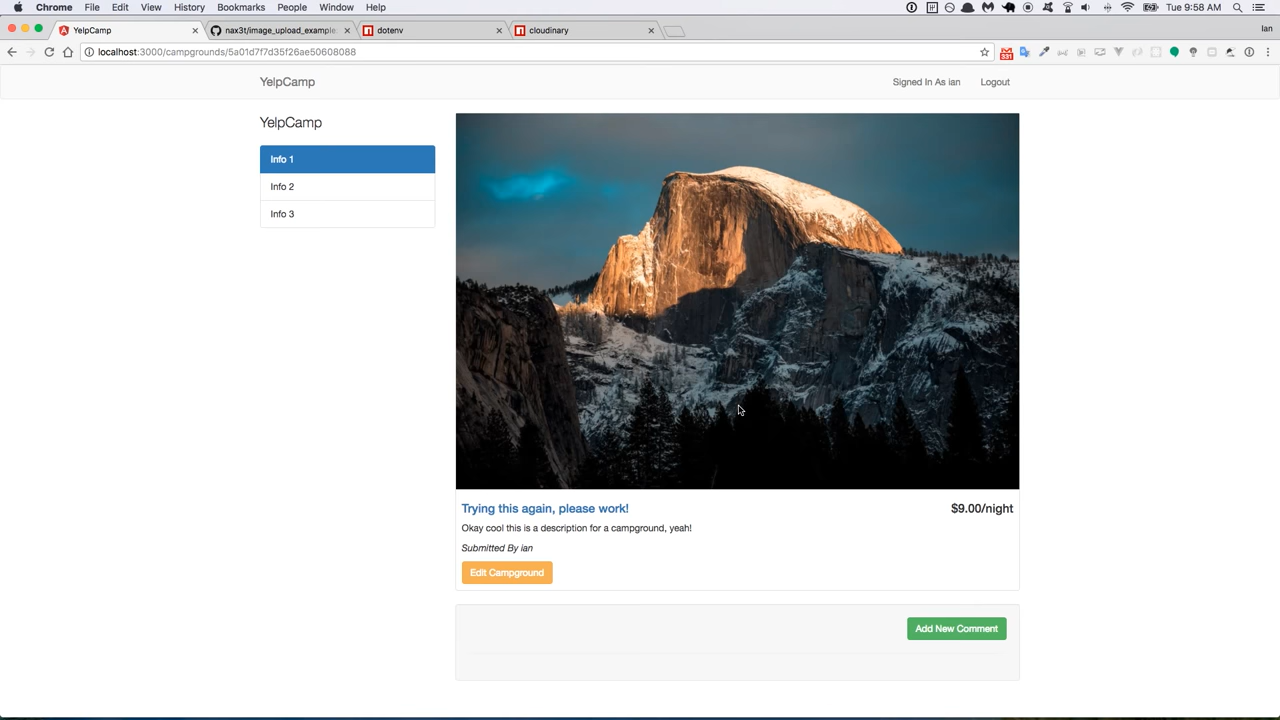 Chrome File Edit View History Bookmarks People Window Help Tue 9:58 AM
YelpCamp nax3t/image_upload_example dotenv cloudinary Ian
localhost:3000/campgrounds/5a01d7f7d35f26ae50608088
YelpCamp Signed In As ian Logout
YelpCamp
Info 1
Info 2
Info 3
Trying this again, please work! $9.00/night
Okay cool this is a description for a campground, yeah!
Submitted By ian
Edit Campground
Add New Comment